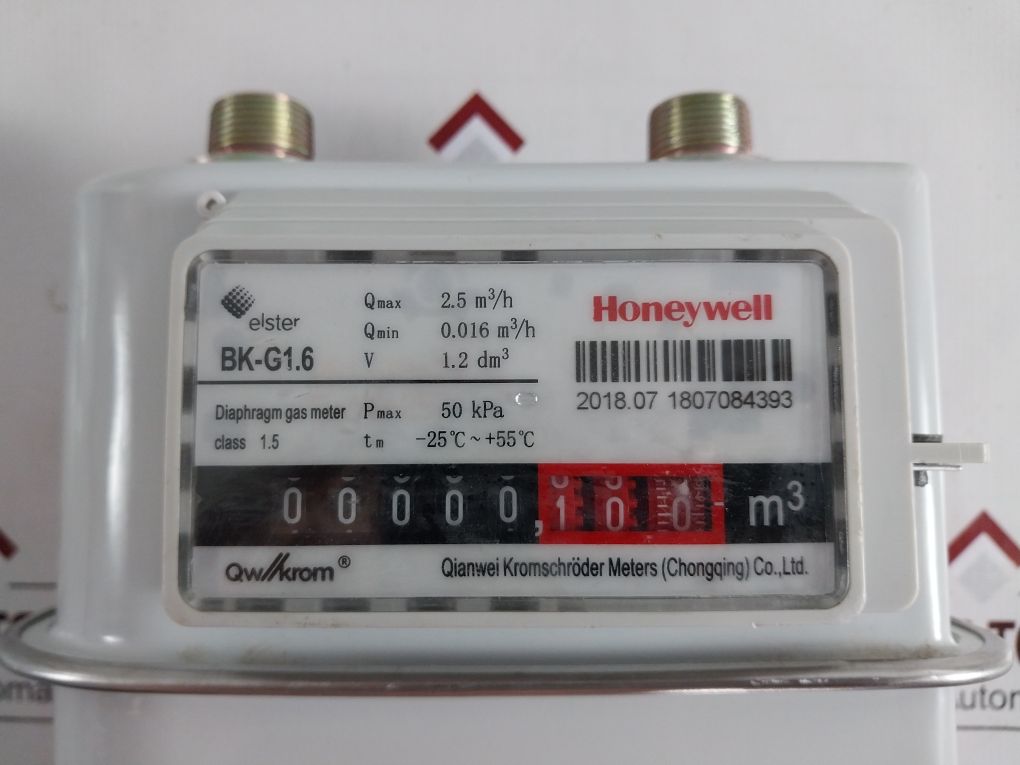 elster
BK-G1.6
Qmax 2.5 m³/h
Qmin 0.016 m³/h
V 1.2 dm³
Diaphragm gas meter
class 1.5
Pmax 50 kPa
tm -25℃~+55℃
Honeywell
2018.07 1807084393
00000,100 m³
Qw krom ®
Qianwei Kromschröder Meters (Chongqing) Co.,Ltd.